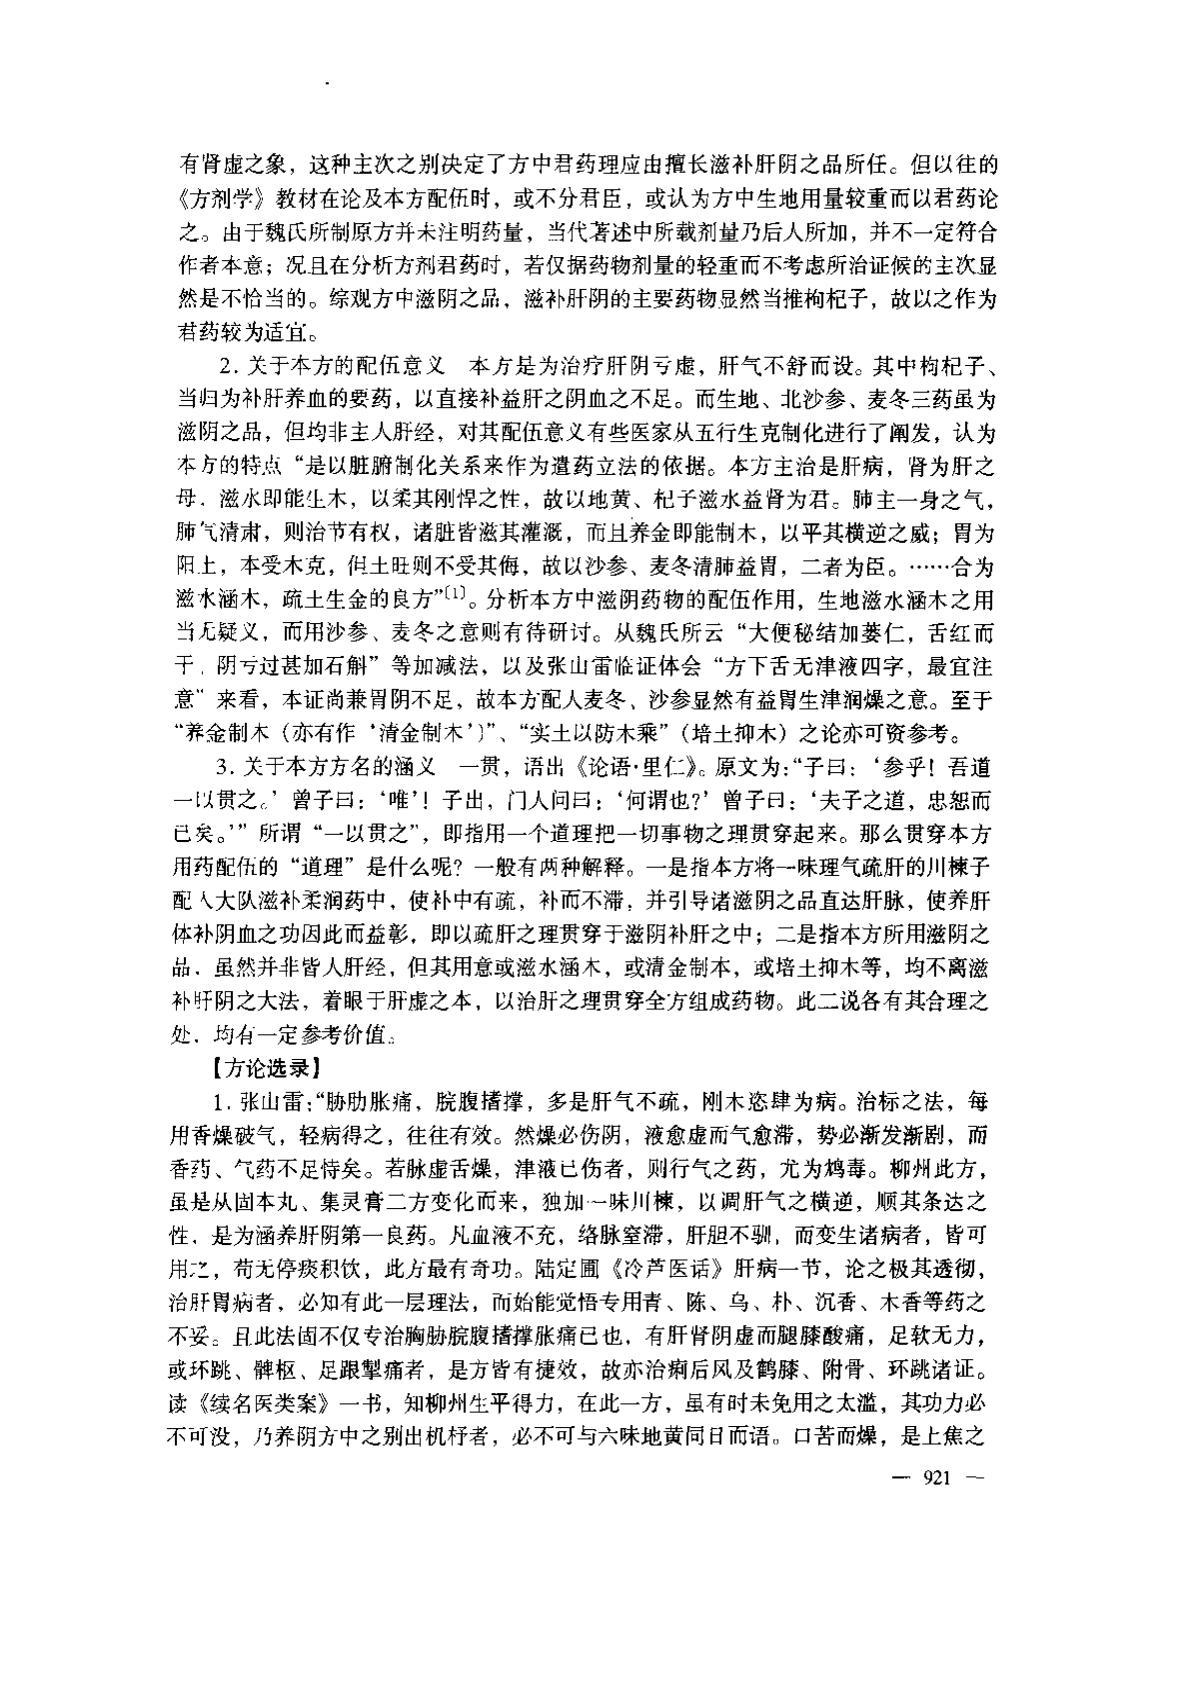 有肾虚之象，这种主次之别决定了方中君药理应由擅长滋补肝阴之品所任。但以往的
《方剂学》教材在论及本方配伍时，或不分君臣，或认为方中生地用量较重而以君药论
之。由于魏氏所制原方并未注明药量，当代著述中所载剂量乃后人所加，并不一定符合
作者本意；况且在分析方剂君药时，若仅据药物剂量的轻重而不考虑所治证候的主次显
然是不恰当的。综观方中滋阴之品，滋补肝阴的主要药物显然当推枸杞子，故以之作为
君药较为适宜。
2. 关于本方的配伍意义　本方是为治疗肝阴亏虚，肝气不舒而设。其中枸杞子、
当归为补肝养血的要药，以直接补益肝之阴血之不足。而生地、北沙参、麦冬三药虽为
滋阴之品，但均非主入肝经，对其配伍意义有些医家从五行生克制化进行了阐发，认为
本方的特点“是以脏腑制化关系来作为遣药立法的依据。本方主治是肝病，肾为肝之
母，滋水即能生木，以柔其刚悍之性，故以地黄、杞子滋水益肾为君。肺主一身之气，
肺气清肃，则治节有权，诸脏皆滋其灌溉，而且养金即能制木，以平其横逆之威；胃为
阳土，本受木克，但土旺则不受其侮，故以沙参、麦冬清肺益胃，二者为臣。……合为
滋水涵木，疏土生金的良方”〔1〕。分析本方中滋阴药物的配伍作用，生地滋水涵木之用
当无疑义，而用沙参、麦冬之意则有待研讨。从魏氏所云“大便秘结加蒌仁，舌红而
干，阴亏过甚加石斛”等加减法，以及张山雷临证体会“方下舌无津液四字，最宜注
意”来看，本证尚兼胃阴不足，故本方配人麦冬、沙参显然有益胃生津润燥之意。至于
“养金制木（亦有作‘清金制木’）”、“实土以防木乘”（培土抑木）之论亦可资参考。
3. 关于本方方名的涵义　一贯，语出《论语·里仁》。原文为：“子曰：‘参乎！吾道
一以贯之。’曾子曰：‘唯’！子出，门人问曰：‘何谓也？’曾子曰：‘夫子之道，忠恕而
已矣。’”所谓“一以贯之”，即指用一个道理把一切事物之理贯穿起来。那么贯穿本方
用药配伍的“道理”是什么呢？一般有两种解释。一是指本方将一味理气疏肝的川楝子
配入大队滋补柔润药中，使补中有疏，补而不滞，并引导诸滋阴之品直达肝脉，使养肝
体补阴血之功因此而益彰，即以疏肝之理贯穿于滋阴补肝之中；二是指本方所用滋阴之
品，虽然并非皆人肝经，但其用意或滋水涵木，或清金制本，或培土抑木等，均不离滋
补肝阴之大法，着眼于肝虚之本，以治肝之理贯穿全方组成药物。此二说各有其合理之
处，均有一定参考价值。
【方论选录】
1. 张山雷：“胁肋胀痛，脘腹搘撑，多是肝气不疏，刚木恣肆为病。治标之法，每
用香燥破气，轻病得之，往往有效。然燥必伤阴，液愈虚而气愈滞，势必渐发渐剧，而
香药、气药不足恃矣。若脉虚舌燥，津液已伤者，则行气之药，尤为鸩毒。柳州此方，
虽是从固本丸、集灵膏二方变化而来，独加一味川楝，以调肝气之横逆，顺其条达之
性，是为涵养肝阴第一良药。凡血液不充，络脉窒滞，肝胆不驯，而变生诸病者，皆可
用之，苟无停痰积饮，此方最有奇功。陆定圃《冷芦医话》肝病一节，论之极其透彻，
治肝胃病者，必知有此一层理法，而始能觉悟专用青、陈、乌、朴、沉香、木香等药之
不妥。且此法固不仅专治胸胁脘腹搘撑胀痛已也，有肝肾阴虚而腿膝酸痛，足软无力，
或环跳、髀枢、足跟掣痛者，是方皆有捷效，故亦治痢后风及鹤膝、附骨、环跳诸证。
读《续名医类案》一书，知柳州生平得力，在此一方，虽有时未免用之太滥，其功力必
不可没，乃养阴方中之别出机杼者，必不可与六味地黄同日而语。口苦而燥，是上焦之
— 921 —